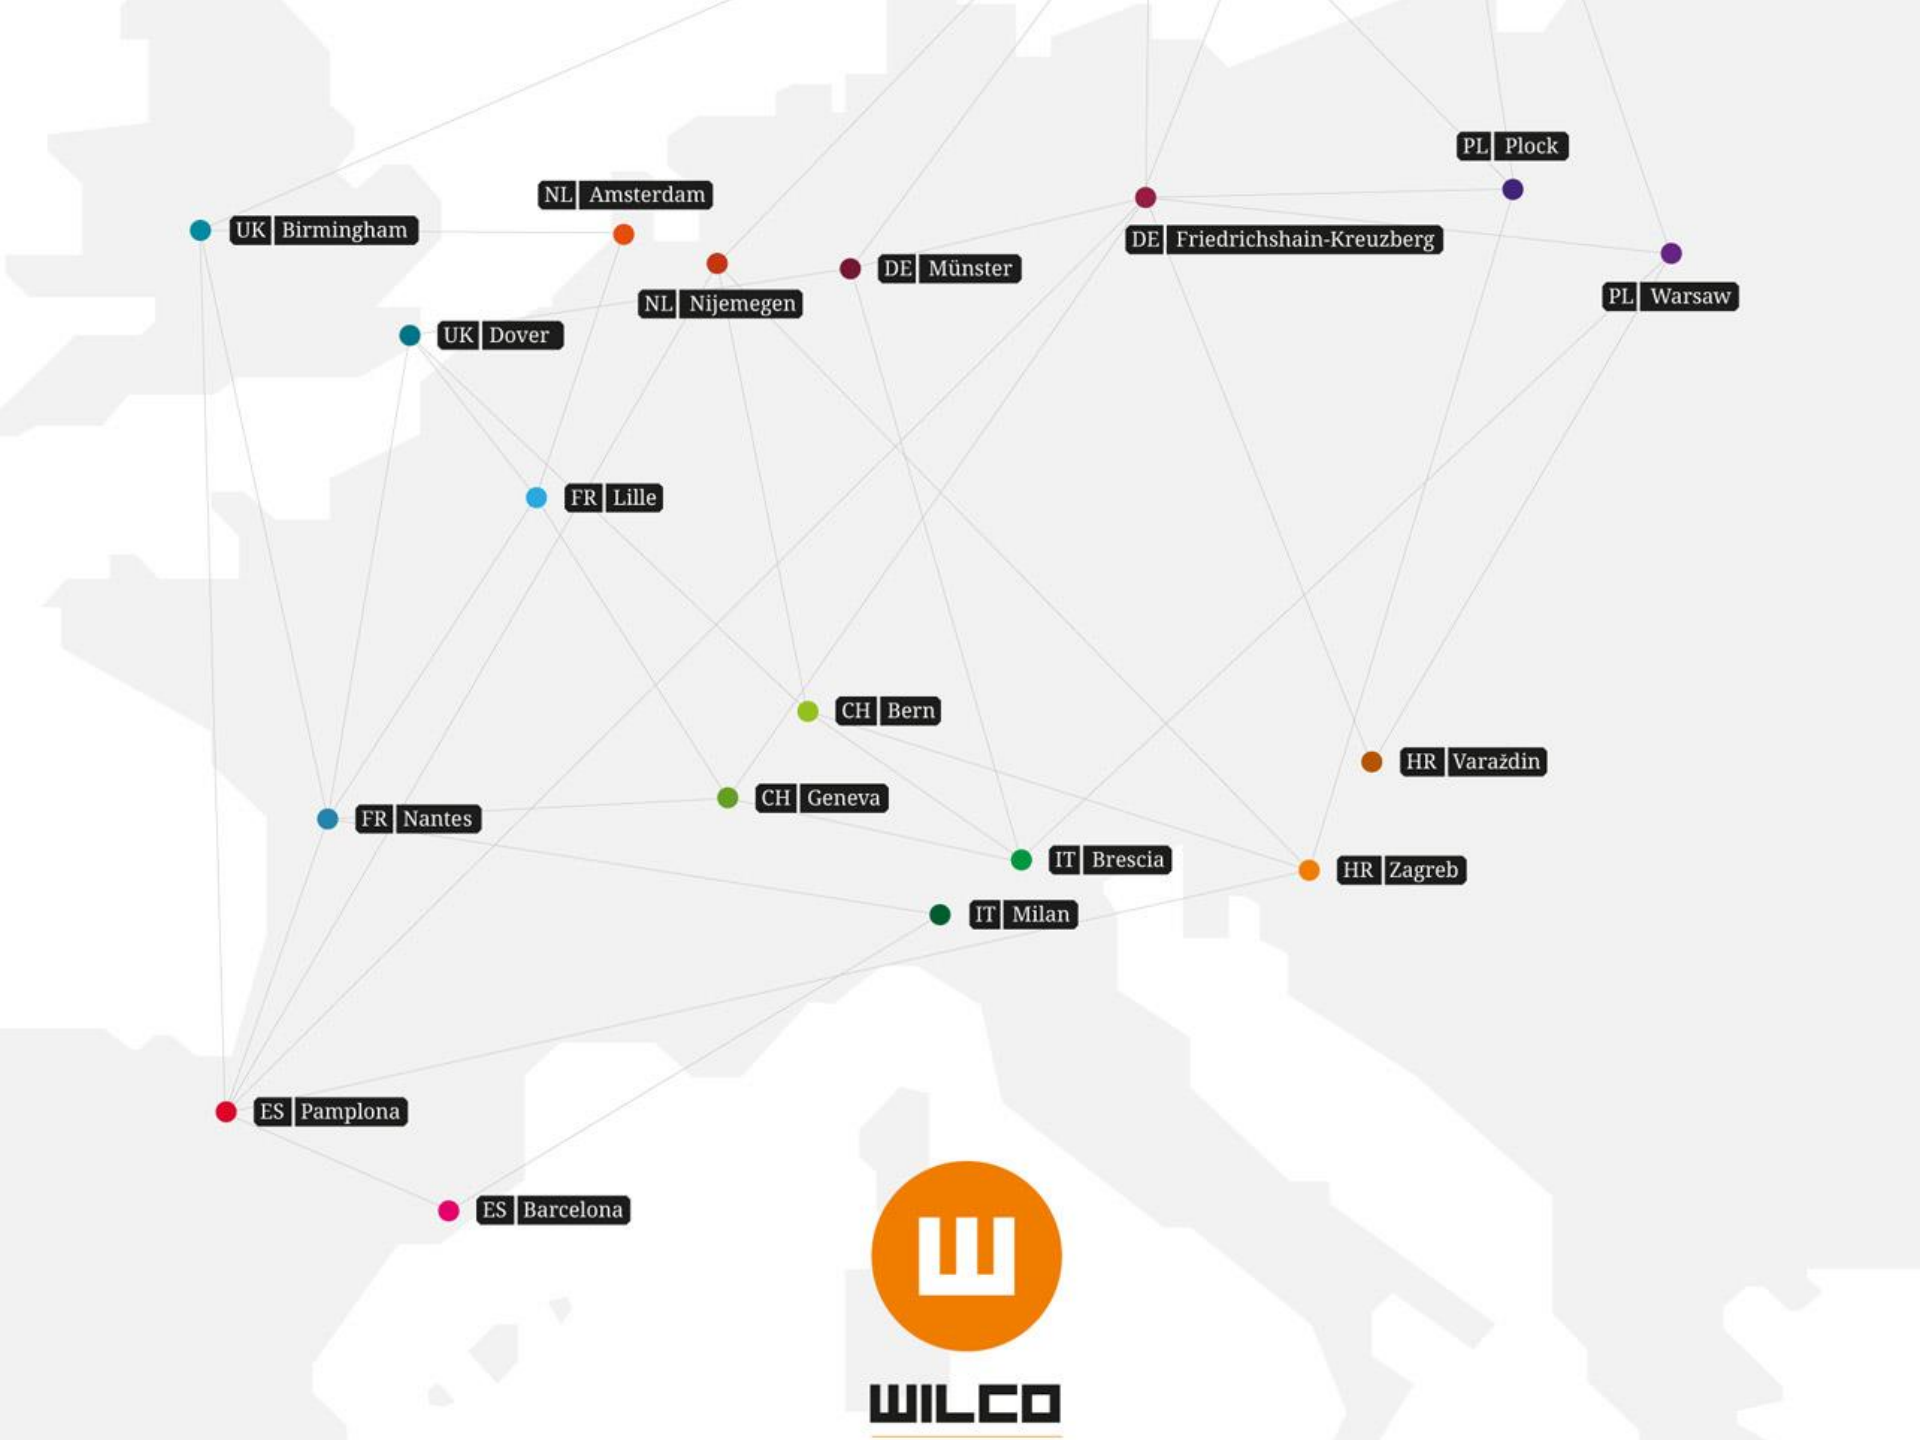 PL Plock
NL Amsterdam
UK Birmingham
DE Friedrichshain-Kreuzberg
DE Münster
PL Warsaw
NL Nijemegen
UK Dover
FR Lille
CH Bern
HR Varaždin
CH Geneva
FR Nantes
IT Brescia
HR Zagreb
IT Milan
ES Pamplona
ES Barcelona
W
WILCO